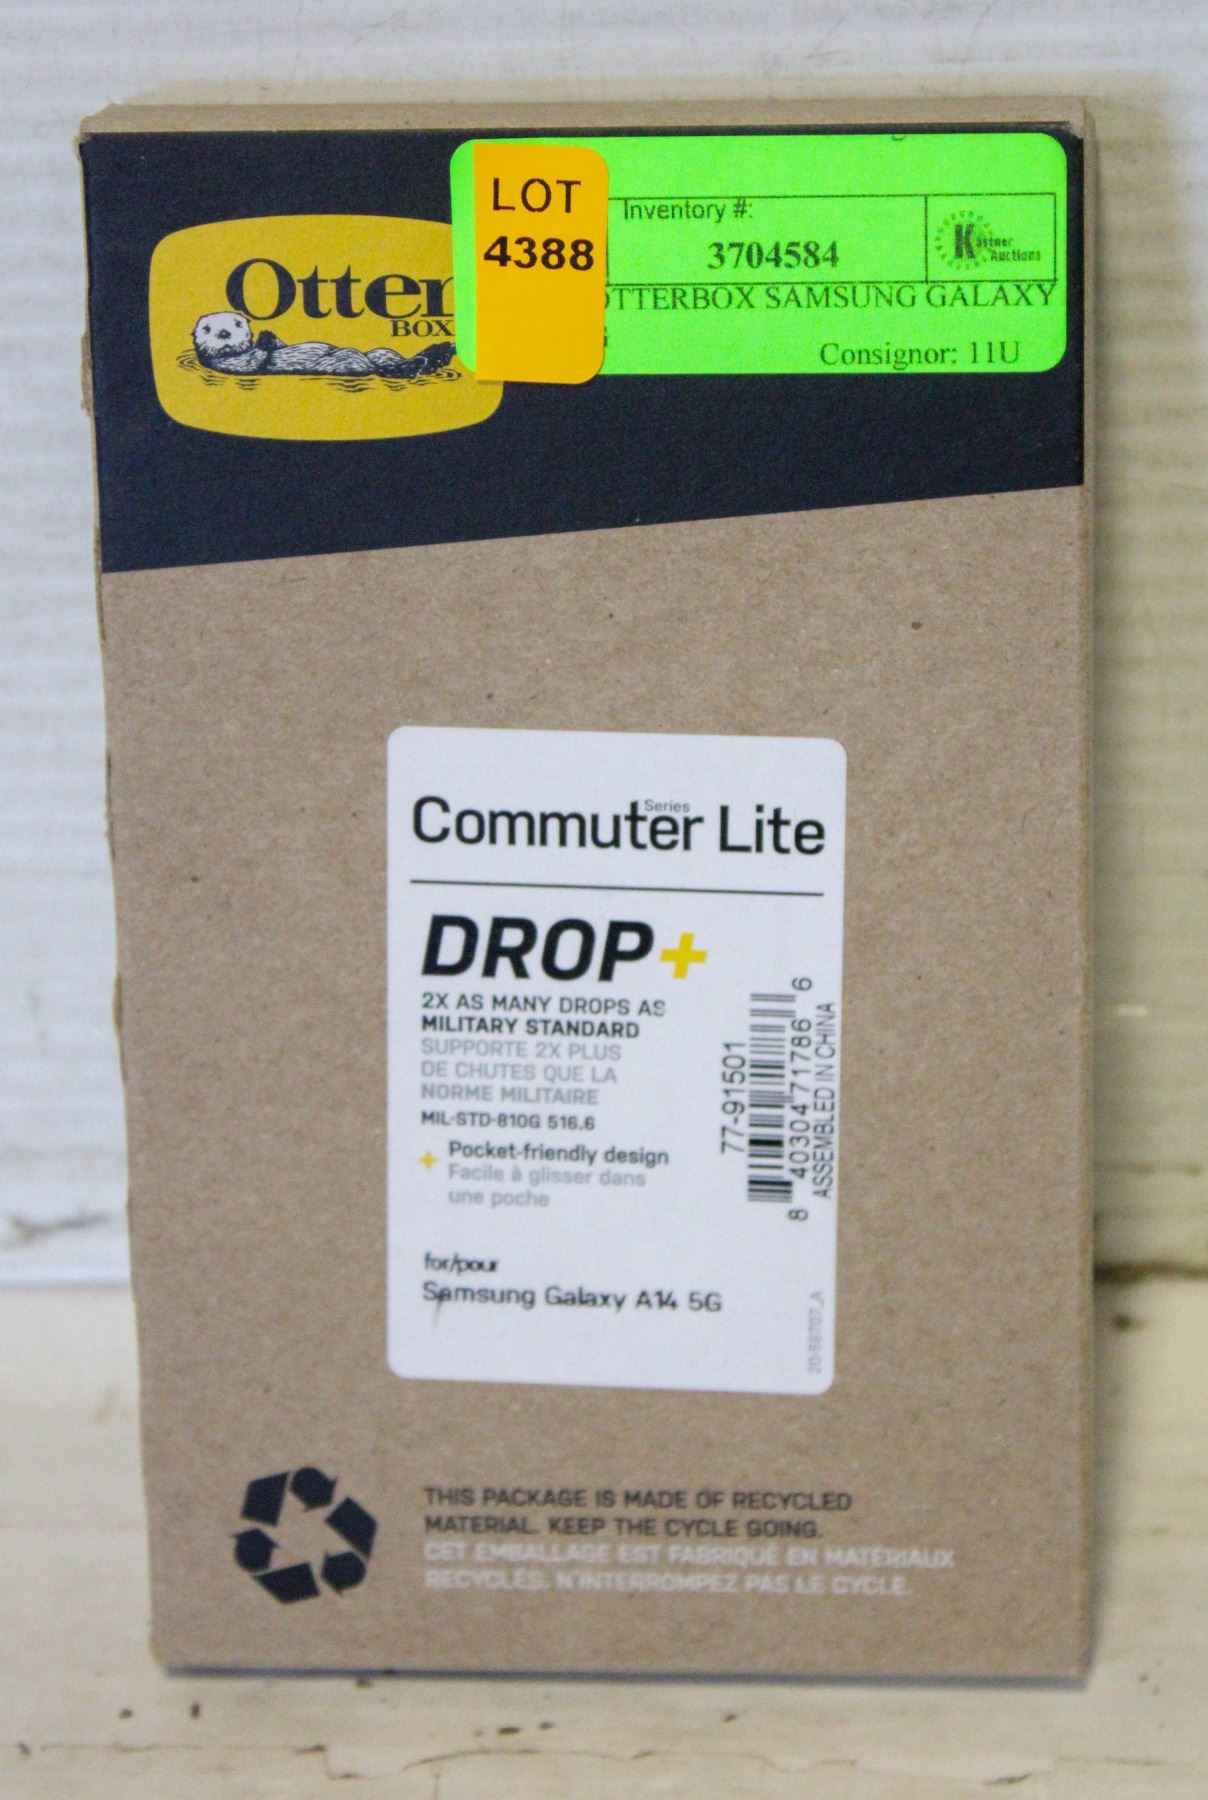 Otter
BOX
LOT
4388
Inventory #:
3704584
Kastner
Auctions
OTTERBOX SAMSUNG GALAXY
Consignor: 11U
Commuter Series Lite
DROP+
2X AS MANY DROPS AS
MILITARY STANDARD
SUPPORTE 2X PLUS
DE CHUTES QUE LA
NORME MILITAIRE
MIL-STD-810G 516.6
+ Pocket-friendly design
Facile à glisser dans
une poche
for/pour
Samsung Galaxy A14 5G
77-91501
8 40304 71786 6
ASSEMBLED IN CHINA
20-56707_A
THIS PACKAGE IS MADE OF RECYCLED
MATERIAL. KEEP THE CYCLE GOING.
CET EMBALLAGE EST FABRIQUÉ EN MATÉRIAUX
RECYCLÉS. N'INTERROMPEZ PAS LE CYCLE.